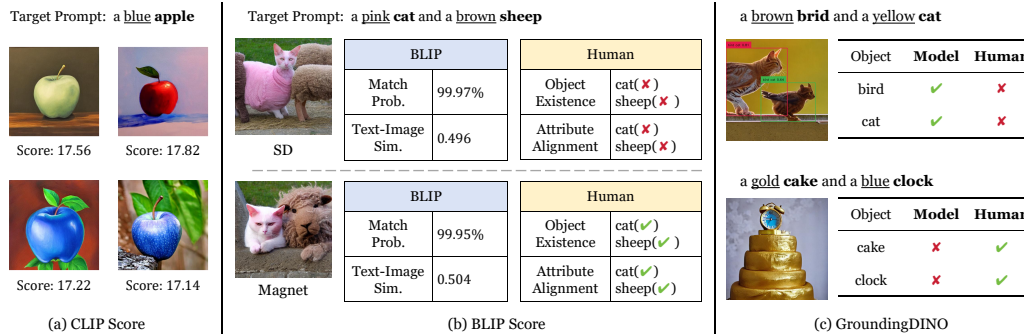 Target Prompt: a blue apple
Score: 17.56
Score: 17.82
Score: 17.22
Score: 17.14
(a) CLIP Score
Target Prompt: a pink cat and a brown sheep
SD
BLIP
Match Prob.
99.97%
Text-Image Sim.
0.496
Human
Object Existence
cat(✘)
sheep(✘ )
Attribute Alignment
cat(✘)
sheep(✘)
Magnet
BLIP
Match Prob.
99.95%
Text-Image Sim.
0.504
Human
Object Existence
cat(✔)
sheep(✔ )
Attribute Alignment
cat(✔)
sheep(✔)
(b) BLIP Score
a brown brid and a yellow cat
Object Model Human
bird ✔ ✘
cat ✔ ✘
a gold cake and a blue clock
Object Model Human
cake ✘ ✔
clock ✘ ✔
(c) GroundingDINO